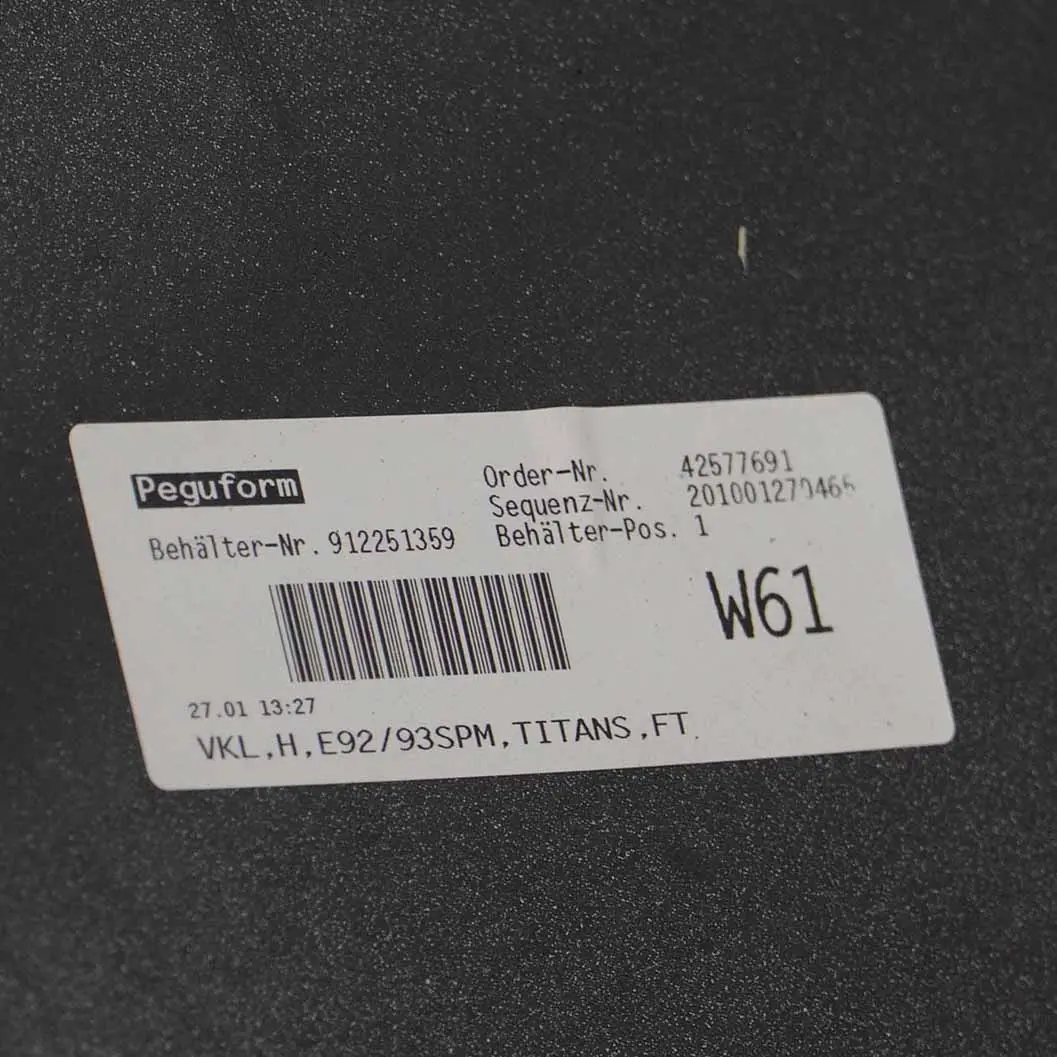 Peguform
Order-Nr. 42577691
Sequenz-Nr.
Behälter-Nr. 912251359
Behälter-Pos. 1
W61
27.01 13:27
VKL,H,E92/93SPM,TITANS,FT